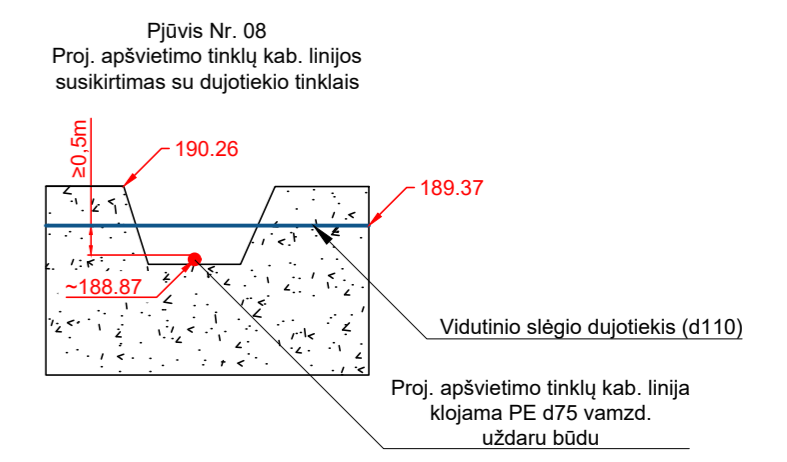 Pjūvis Nr. 08
Proj. apšvietimo tinklų kab. linijos
susikirtimas su dujotiekio tinklais
≥0,5m
190.26
189.37
~188.87
Vidutinio slėgio dujotiekis (d110)
Proj. apšvietimo tinklų kab. linija
klojama PE d75 vamzd.
uždaru būdu